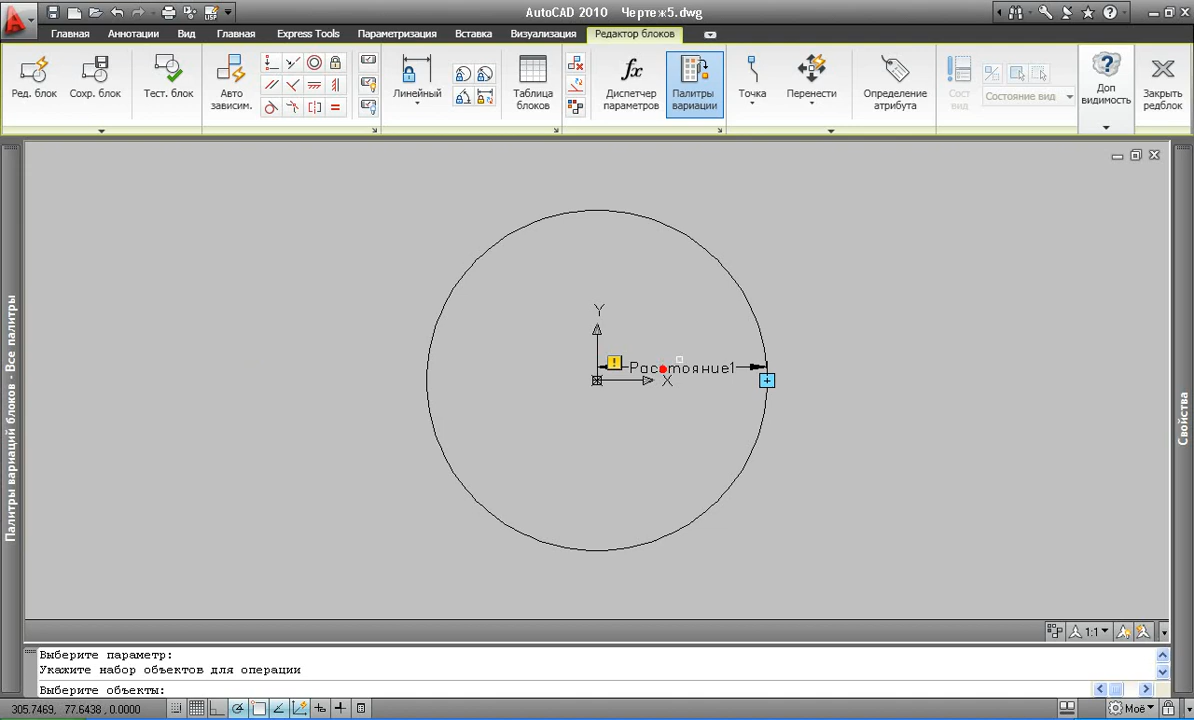 AutoCAD 2010 Чертеж5.dwg
Главная Аннотации Вид Главная Express Tools Параметризация Вставка Визуализация Редактор блоков
Ред. блок
Сохр. блок
Тест. блок
Авто
зависим.
Линейный
Таблица
блоков
fx
Диспетчер
параметров
Палитры
вариации
Точка
Перенести
Определение
атрибута
Сост
вид
Состояние вид
Доп
видимость
Закрыть
редблок
Палитры вариаций блоков - Все палитры
Y
Расстояние1
X
Свойства
1:1
Выберите параметр:
Укажите набор объектов для операции
Выберите объекты:
305.7469, 77.6438, 0.0000
Моё